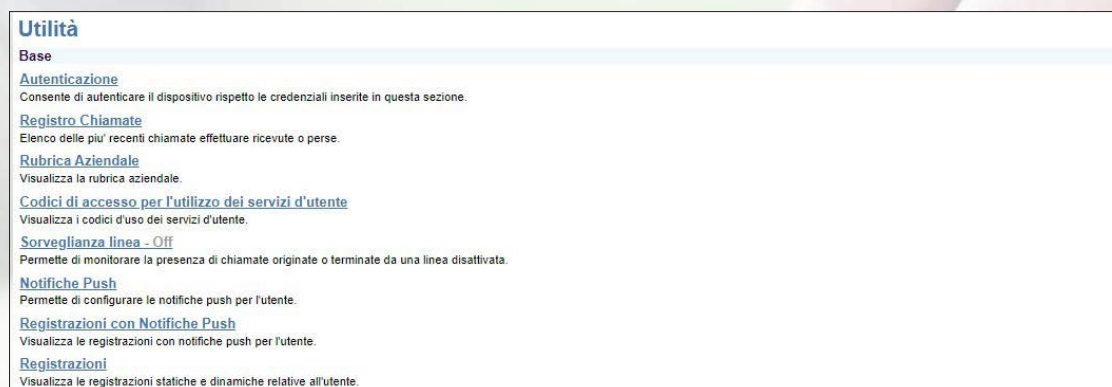 Utilità
Base
Autenticazione
Consente di autenticare il dispositivo rispetto le credenziali inserite in questa sezione.
Registro Chiamate
Elenco delle piu' recenti chiamate effettuare ricevute o perse.
Rubrica Aziendale
Visualizza la rubrica aziendale.
Codici di accesso per l'utilizzo dei servizi d'utente
Visualizza i codici d'uso dei servizi d'utente.
Sorveglianza linea - Off
Permette di monitorare la presenza di chiamate originate o terminate da una linea disattivata.
Notifiche Push
Permette di configurare le notifiche push per l'utente.
Registrazioni con Notifiche Push
Visualizza le registrazioni con notifiche push per l'utente.
Registrazioni
Visualizza le registrazioni statiche e dinamiche relative all'utente.